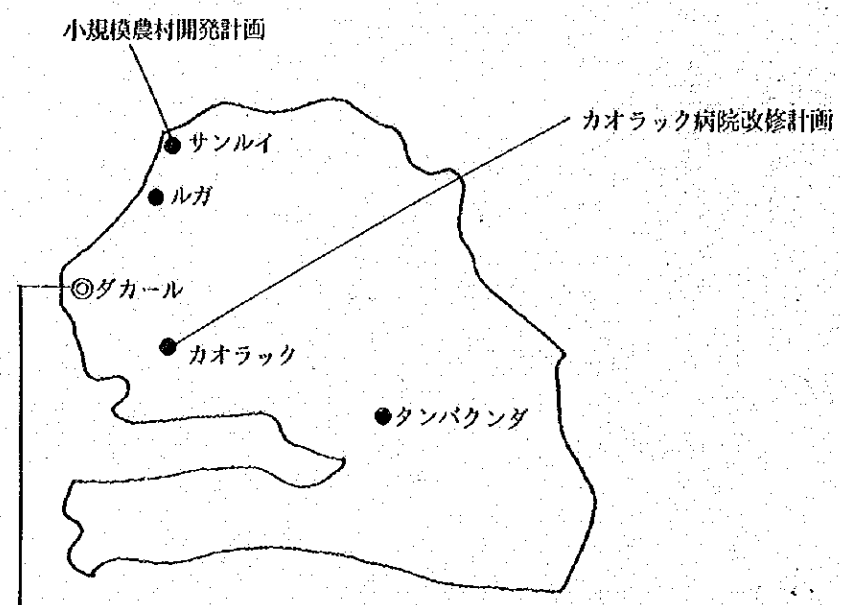 小規模農村開発計画
カオラック病院改修計画
サンルイ
ルガ
ダカール
カオラック
タンバクンダ